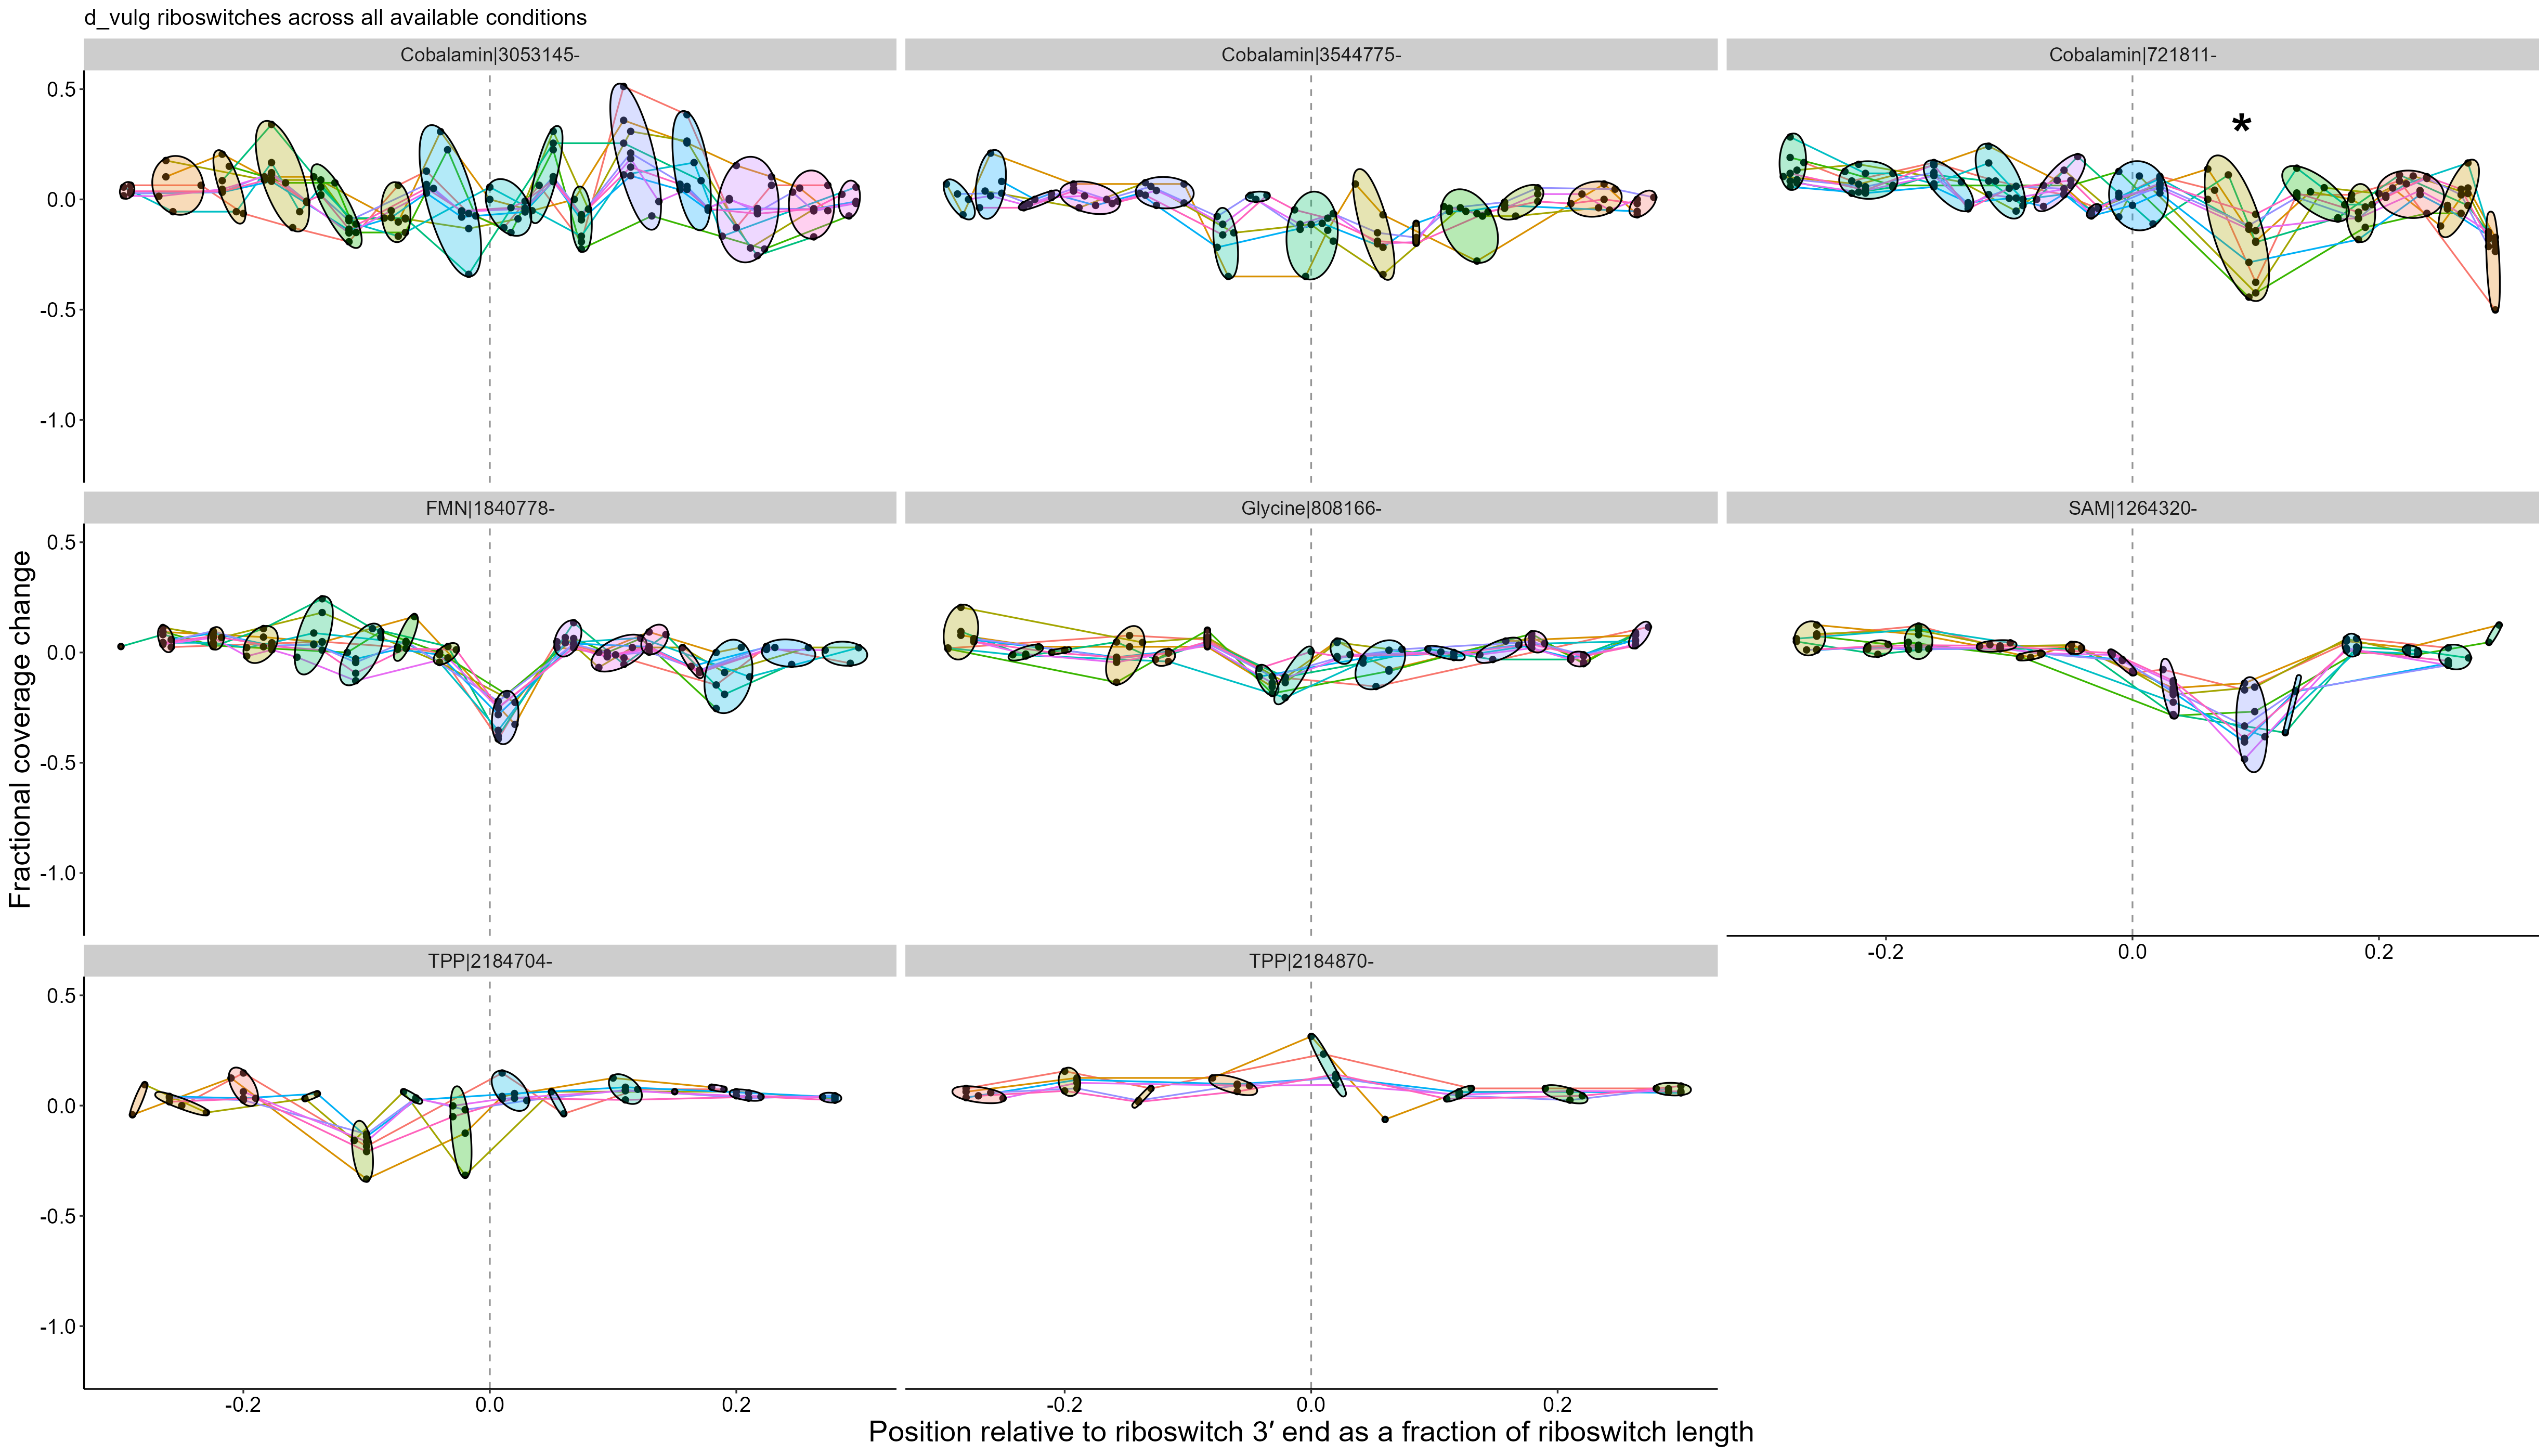 d_vulg riboswitches across all available conditions
Cobalamin|3053145-
Cobalamin|3544775-
Cobalamin|721811-
0.5
0.0
-0.5
-1.0
*
FMN|1840778-
Glycine|808166-
SAM|1264320-
0.5
0.0
-0.5
-1.0
-0.2 0.0 0.2
Fractional coverage change
TPP|2184704-
TPP|2184870-
0.5
0.0
-0.5
-1.0
-0.2 0.0 0.2
-0.2 0.0 0.2
Position relative to riboswitch 3′ end as a fraction of riboswitch length